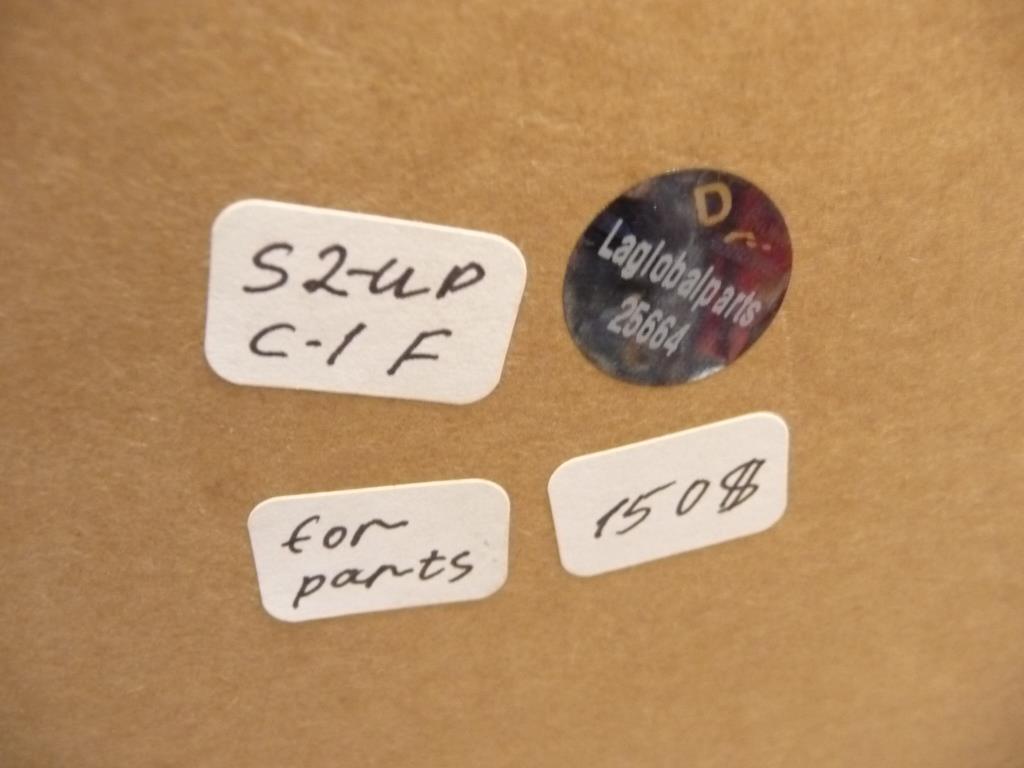 S2-UP
C-1 F
D
Laglobalparts
25664
for
parts
150$